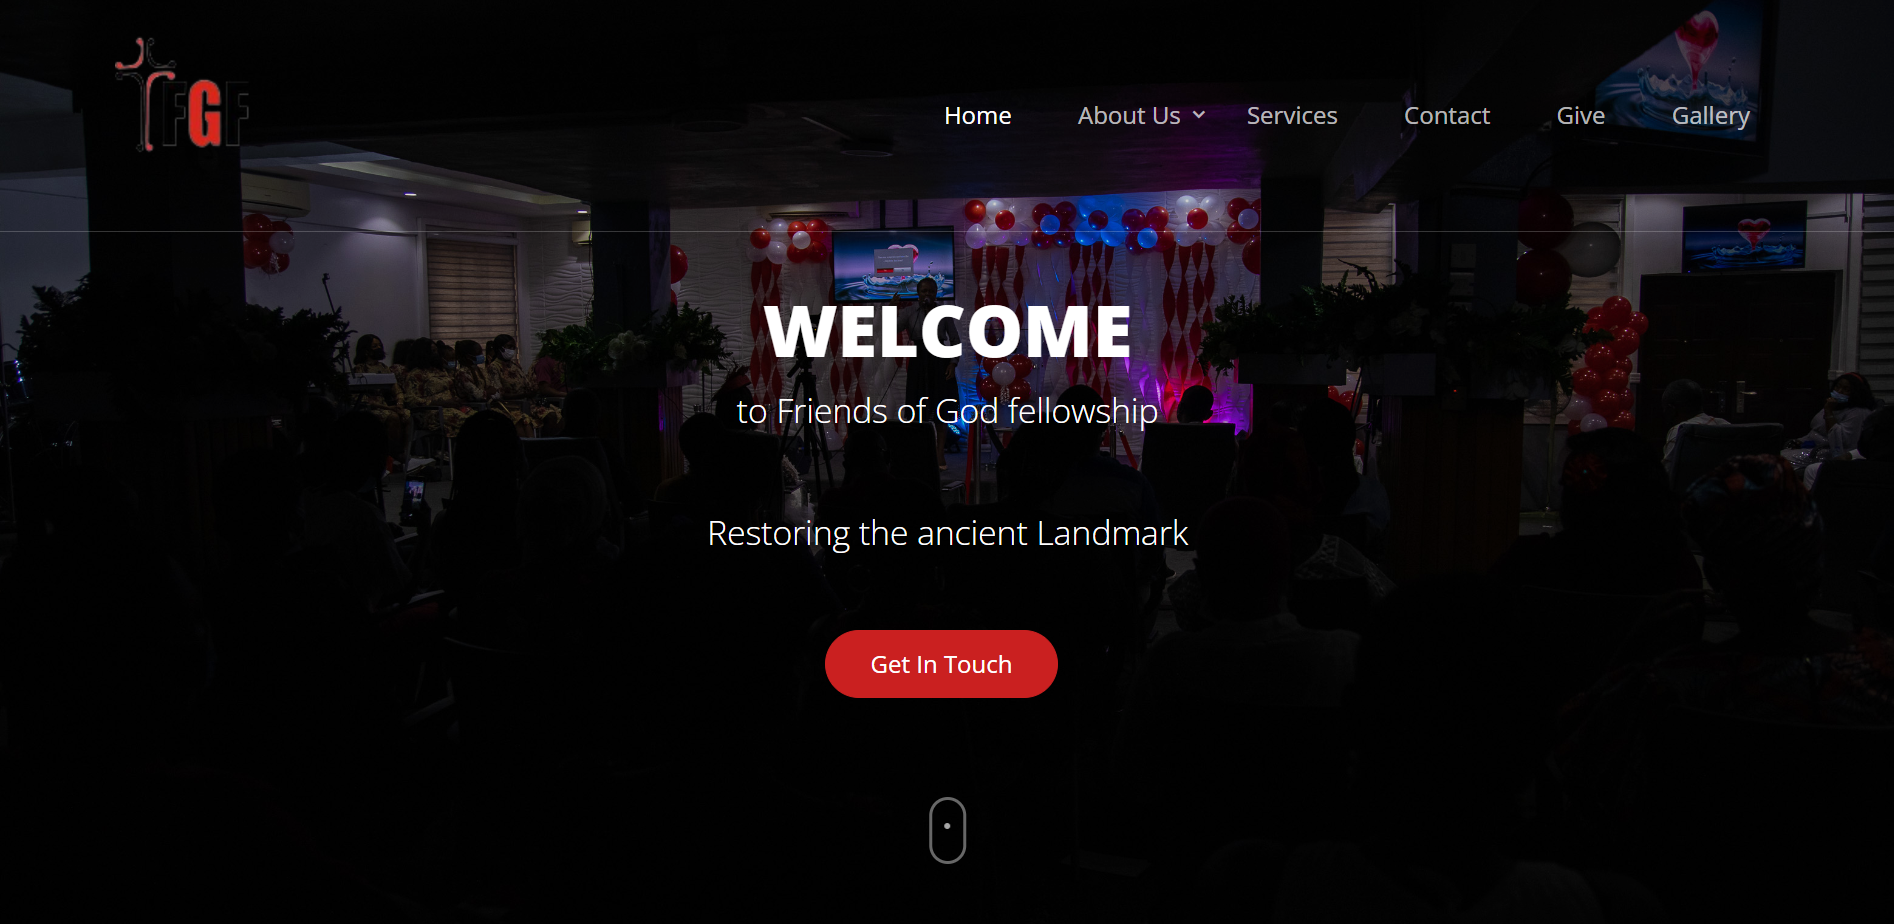 FGF
Home
About Us
Services
Contact
Give
Gallery
WELCOME
to Friends of God fellowship
Restoring the ancient Landmark
Get In Touch